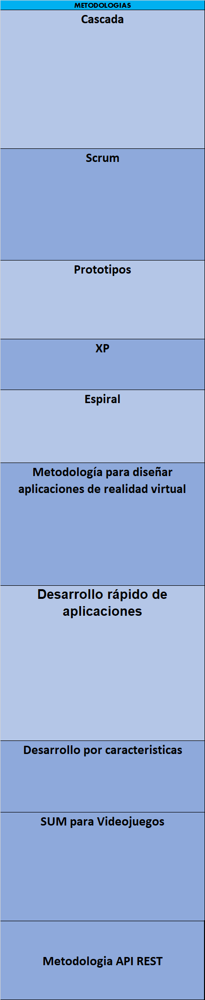 METODOLOGIAS
Cascada
Scrum
Prototipos
XP
Espiral
Metodología para diseñar
aplicaciones de realidad virtual
Desarrollo rápido de
aplicaciones
Desarrollo por caracteristicas
SUM para Videojuegos
Metodologia API REST